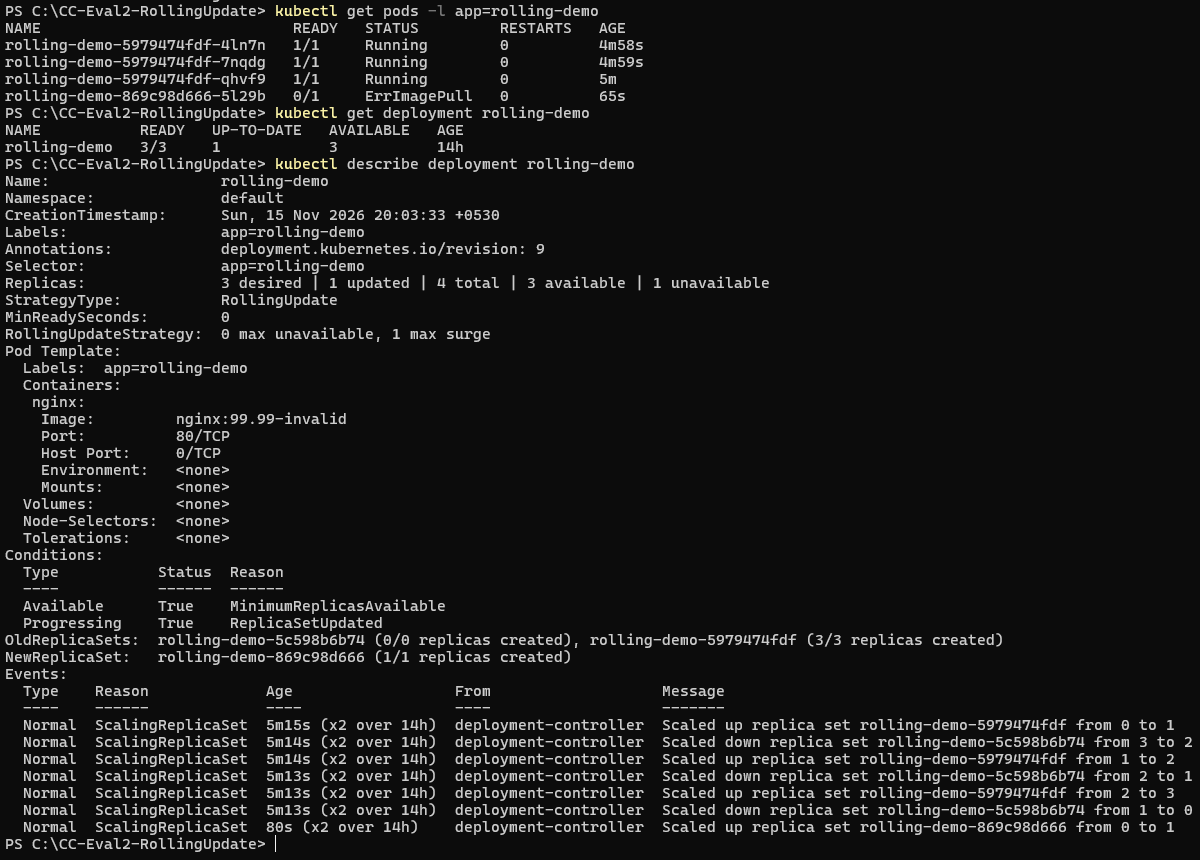 PS C:\CC-Eval2-RollingUpdate> kubectl get pods -l app=rolling-demo
NAME                            READY   STATUS         RESTARTS   AGE
rolling-demo-5979474fdf-4ln7n   1/1     Running        0          4m58s
rolling-demo-5979474fdf-7nqdg   1/1     Running        0          4m59s
rolling-demo-5979474fdf-qhvf9   1/1     Running        0          5m
rolling-demo-869c98d666-5l29b   0/1     ErrImagePull   0          65s
PS C:\CC-Eval2-RollingUpdate> kubectl get deployment rolling-demo
NAME           READY   UP-TO-DATE   AVAILABLE   AGE
rolling-demo   3/3     1            3           14h
PS C:\CC-Eval2-RollingUpdate> kubectl describe deployment rolling-demo
Name:                   rolling-demo
Namespace:              default
CreationTimestamp:      Sun, 15 Nov 2026 20:03:33 +0530
Labels:                 app=rolling-demo
Annotations:            deployment.kubernetes.io/revision: 9
Selector:               app=rolling-demo
Replicas:               3 desired | 1 updated | 4 total | 3 available | 1 unavailable
StrategyType:           RollingUpdate
MinReadySeconds:        0
RollingUpdateStrategy:  0 max unavailable, 1 max surge
Pod Template:
  Labels:  app=rolling-demo
  Containers:
   nginx:
    Image:         nginx:99.99-invalid
    Port:          80/TCP
    Host Port:     0/TCP
    Environment:   <none>
    Mounts:        <none>
  Volumes:         <none>
  Node-Selectors:  <none>
  Tolerations:     <none>
Conditions:
  Type           Status  Reason
  ----           ------  ------
  Available      True    MinimumReplicasAvailable
  Progressing    True    ReplicaSetUpdated
OldReplicaSets:  rolling-demo-5c598b6b74 (0/0 replicas created), rolling-demo-5979474fdf (3/3 replicas created)
NewReplicaSet:   rolling-demo-869c98d666 (1/1 replicas created)
Events:
  Type    Reason             Age                  From                   Message
  ----    ------             ----                 ----                   -------
  Normal  ScalingReplicaSet  5m15s (x2 over 14h)  deployment-controller  Scaled up replica set rolling-demo-5979474fdf from 0 to 1
  Normal  ScalingReplicaSet  5m14s (x2 over 14h)  deployment-controller  Scaled down replica set rolling-demo-5c598b6b74 from 3 to 2
  Normal  ScalingReplicaSet  5m14s (x2 over 14h)  deployment-controller  Scaled up replica set rolling-demo-5979474fdf from 1 to 2
  Normal  ScalingReplicaSet  5m13s (x2 over 14h)  deployment-controller  Scaled down replica set rolling-demo-5c598b6b74 from 2 to 1
  Normal  ScalingReplicaSet  5m13s (x2 over 14h)  deployment-controller  Scaled up replica set rolling-demo-5979474fdf from 2 to 3
  Normal  ScalingReplicaSet  5m13s (x2 over 14h)  deployment-controller  Scaled down replica set rolling-demo-5c598b6b74 from 1 to 0
  Normal  ScalingReplicaSet  80s (x2 over 14h)    deployment-controller  Scaled up replica set rolling-demo-869c98d666 from 0 to 1
PS C:\CC-Eval2-RollingUpdate>